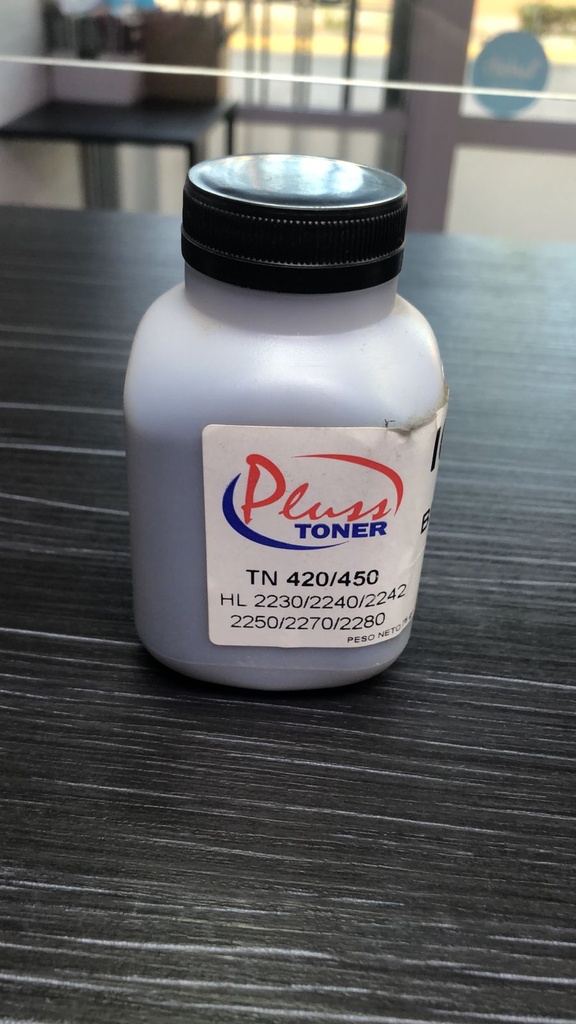 Pluss
TONER
TN 420/450
HL 2230/2240/2242
2250/2270/2280
PESO NETO